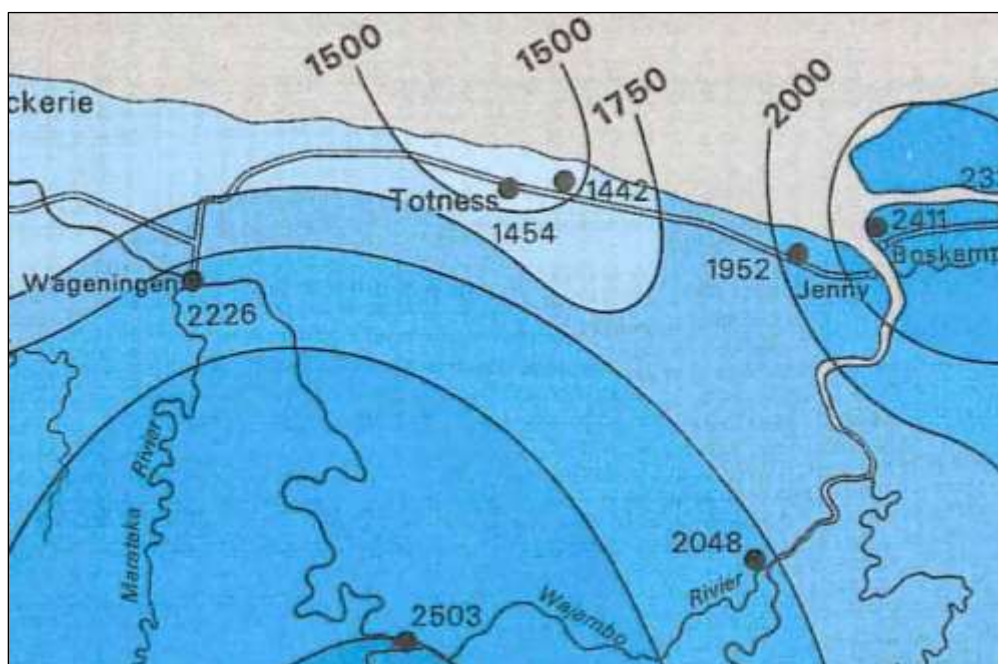 1500
1500
1750
2000
ckerie
Totness
1442
1454
23
2411
Boskamp
1952
Jenny
Wageningen
2226
Marataka Rivier
2048
Rivier
Wajambo
2503